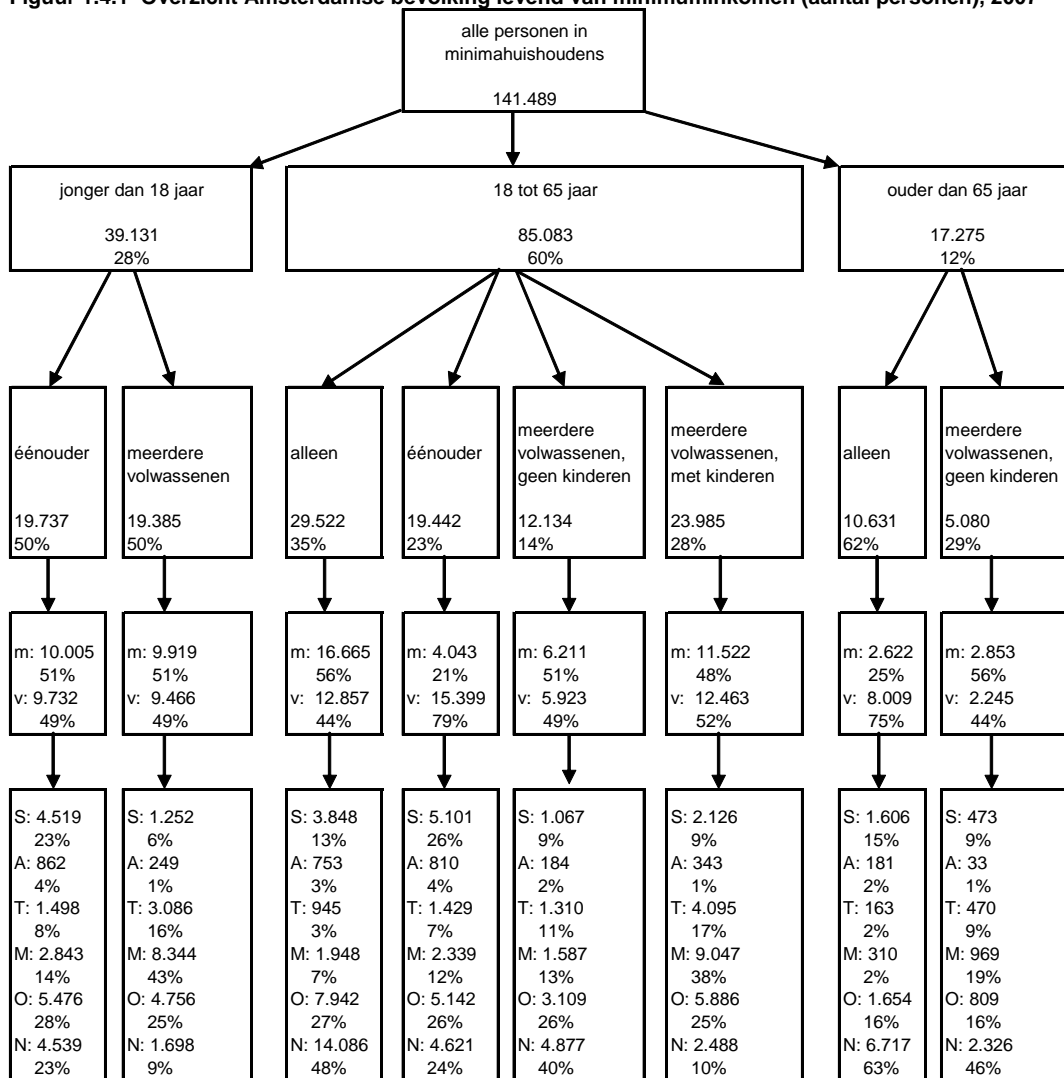 Figuur 1.4.1 Overzicht Amsterdamse bevolking levend van minimuminkomen (aantal personen), 2007
alle personen in
minimahuishoudens
141.489
jonger dan 18 jaar
39.131
28%
18 tot 65 jaar
85.083
60%
ouder dan 65 jaar
17.275
12%
éénouder
19.737
50%
meerdere
volwassenen
19.385
50%
alleen
29.522
35%
éénouder
19.442
23%
meerdere
volwassenen,
geen kinderen
12.134
14%
meerdere
volwassenen,
met kinderen
23.985
28%
alleen
10.631
62%
meerdere
volwassenen,
geen kinderen
5.080
29%
m: 10.005
51%
v: 9.732
49%
m: 9.919
51%
v: 9.466
49%
m: 16.665
56%
v: 12.857
44%
m: 4.043
21%
v: 15.399
79%
m: 6.211
51%
v: 5.923
49%
m: 11.522
48%
v: 12.463
52%
m: 2.622
25%
v: 8.009
75%
m: 2.853
56%
v: 2.245
44%
S: 4.519
23%
A: 862
4%
T: 1.498
8%
M: 2.843
14%
O: 5.476
28%
N: 4.539
23%
S: 1.252
6%
A: 249
1%
T: 3.086
16%
M: 8.344
43%
O: 4.756
25%
N: 1.698
9%
S: 3.848
13%
A: 753
3%
T: 945
3%
M: 1.948
7%
O: 7.942
27%
N: 14.086
48%
S: 5.101
26%
A: 810
4%
T: 1.429
7%
M: 2.339
12%
O: 5.142
26%
N: 4.621
24%
S: 1.067
9%
A: 184
2%
T: 1.310
11%
M: 1.587
13%
O: 3.109
26%
N: 4.877
40%
S: 2.126
9%
A: 343
1%
T: 4.095
17%
M: 9.047
38%
O: 5.886
25%
N: 2.488
10%
S: 1.606
15%
A: 181
2%
T: 163
2%
M: 310
2%
O: 1.654
16%
N: 6.717
63%
S: 473
9%
A: 33
1%
T: 470
9%
M: 969
19%
O: 809
16%
N: 2.326
46%